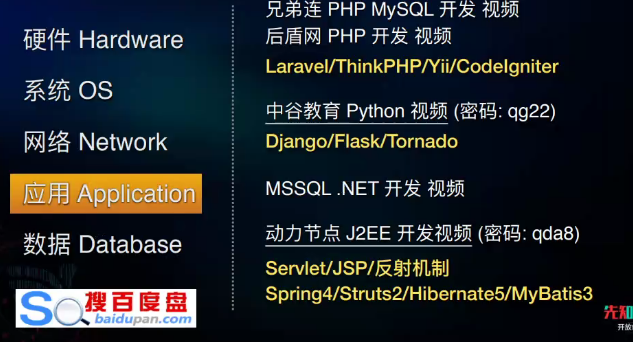 硬件 Hardware
系统 OS
网络 Network
应用 Application
数据 Database
兄弟连 PHP MySQL 开发 视频
后盾网 PHP 开发 视频
Laravel/ThinkPHP/Yii/CodeIgniter
中谷教育 Python 视频 (密码: qg22)
Django/Flask/Tornado
MSSQL .NET 开发 视频
动力节点 J2EE 开发视频 (密码: qda8)
Servlet/JSP/反射机制
Spring4/Struts2/Hibernate5/MyBatis3
So 搜百度盘
baidupan.com
先知
开放